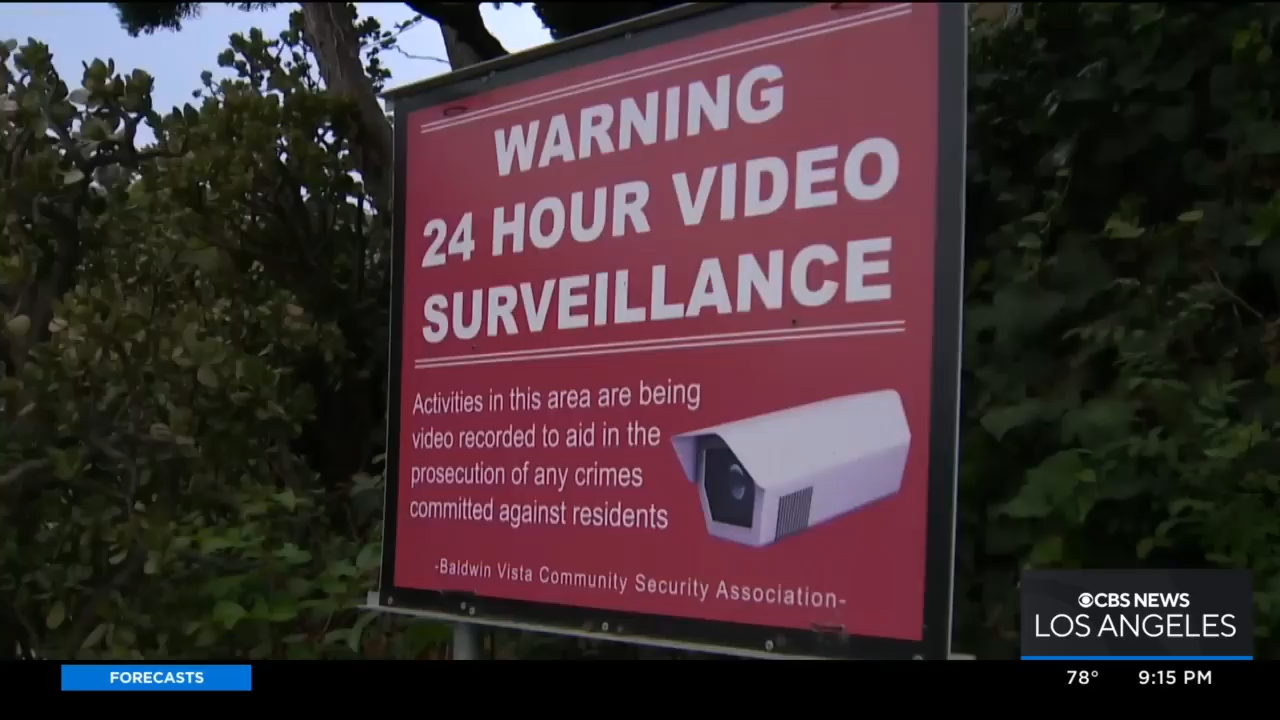 WARNING
24 HOUR VIDEO
SURVEILLANCE
Activities in this area are being
video recorded to aid in the
prosecution of any crimes
committed against residents
-Baldwin Vista Community Security Association-
CBS NEWS
LOS ANGELES
FORECASTS
78° 9:15 PM